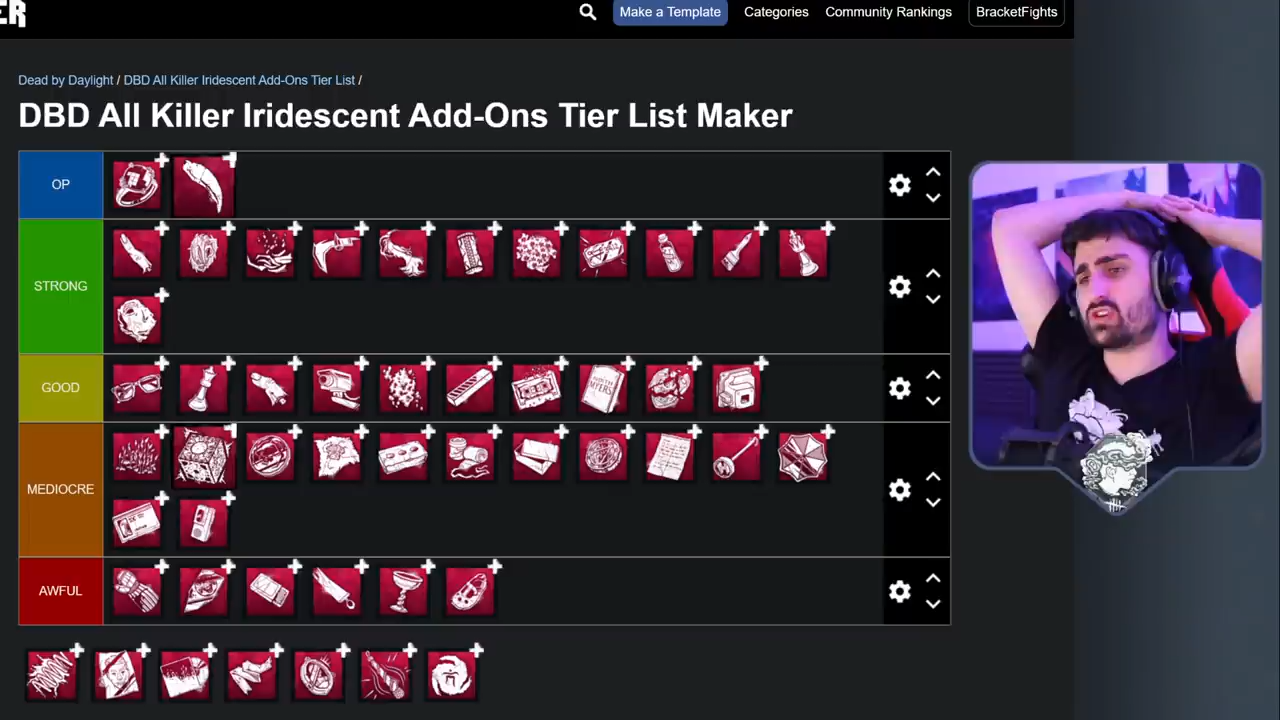 ER
Make a Template
Categories
Community Rankings
BracketFights
Dead by Daylight / DBD All Killer Iridescent Add-Ons Tier List /
DBD All Killer Iridescent Add-Ons Tier List Maker
OP
STRONG
GOOD
MEDIOCRE
AWFUL